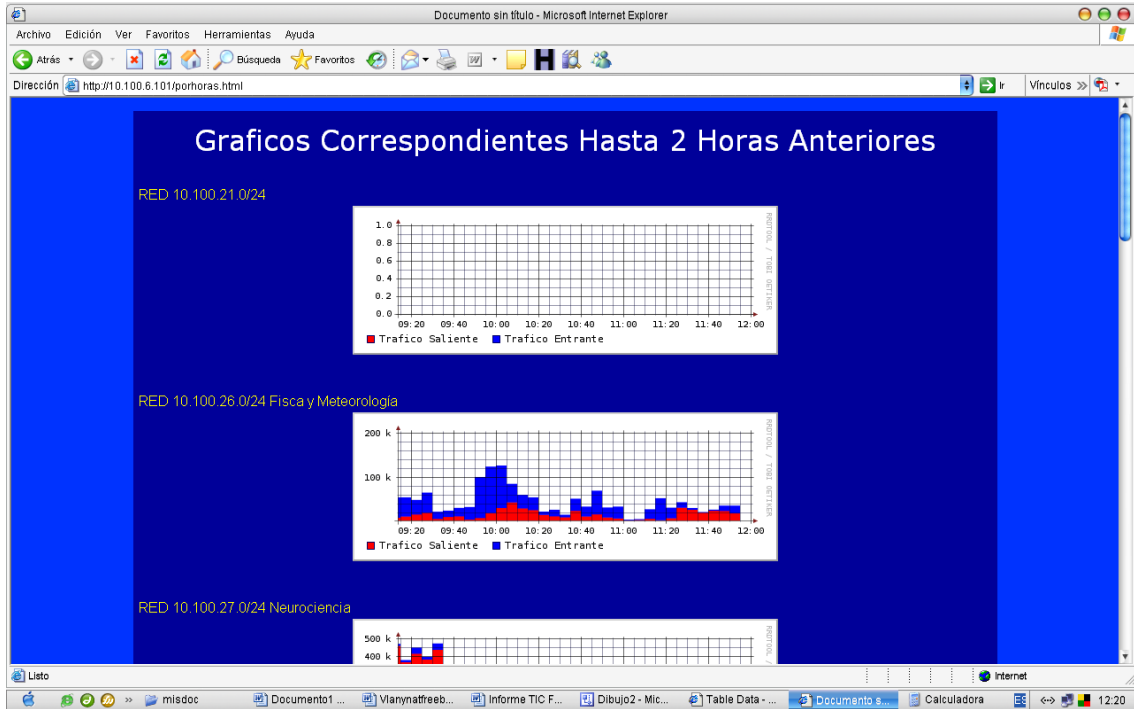 Documento sin título - Microsoft Internet Explorer
Archivo Edición Ver Favoritos Herramientas Ayuda
Atrás Búsqueda Favoritos
Dirección http://10.100.6.101/porhoras.html Ir Vínculos »
Graficos Correspondientes Hasta 2 Horas Anteriores
RED 10.100.21.0/24
1.0
0.8
0.6
0.4
0.2
0.0
09:20 09:40 10:00 10:20 10:40 11:00 11:20 11:40 12:00
Trafico Saliente Trafico Entrante
RRDTOOL / TOBI OETIKER
RED 10.100.26.0/24 Fisca y Meteorología
200 k
100 k
09:20 09:40 10:00 10:20 10:40 11:00 11:20 11:40 12:00
Trafico Saliente Trafico Entrante
RRDTOOL / TOBI OETIKER
RED 10.100.27.0/24 Neurociencia
500 k
400 k
RRDTOOL /
Listo Internet
» misdoc Documento1 ... Vlanynatfreeb... Informe TIC F... Dibujo2 - Mic... Table Data - ... Documento s... Calculadora ES 12:20